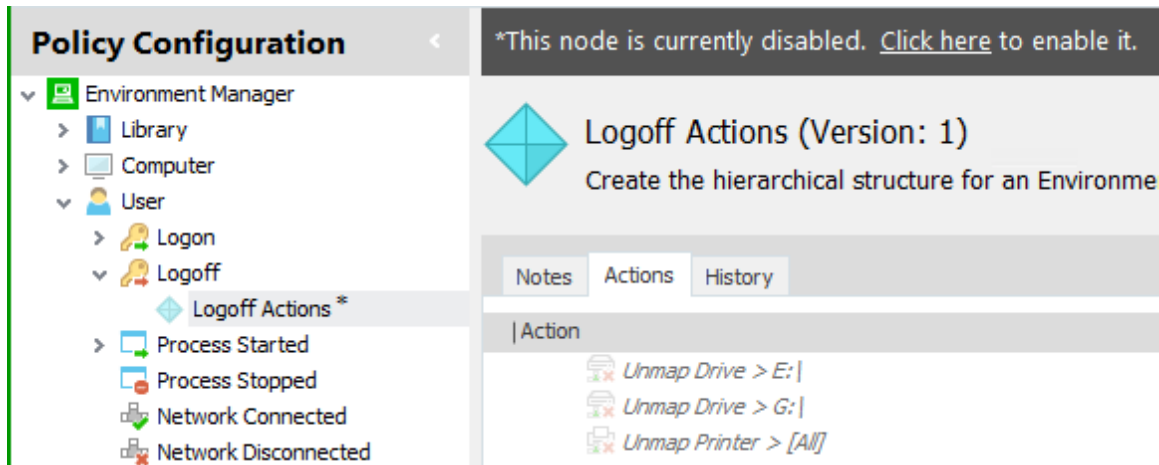 Policy Configuration
Environment Manager
Library
Computer
User
Logon
Logoff
Logoff Actions *
Process Started
Process Stopped
Network Connected
Network Disconnected
*This node is currently disabled. Click here to enable it.
Logoff Actions (Version: 1)
Create the hierarchical structure for an Environme
Notes Actions History
|Action
Unmap Drive > E:|
Unmap Drive > G:|
Unmap Printer > [All]